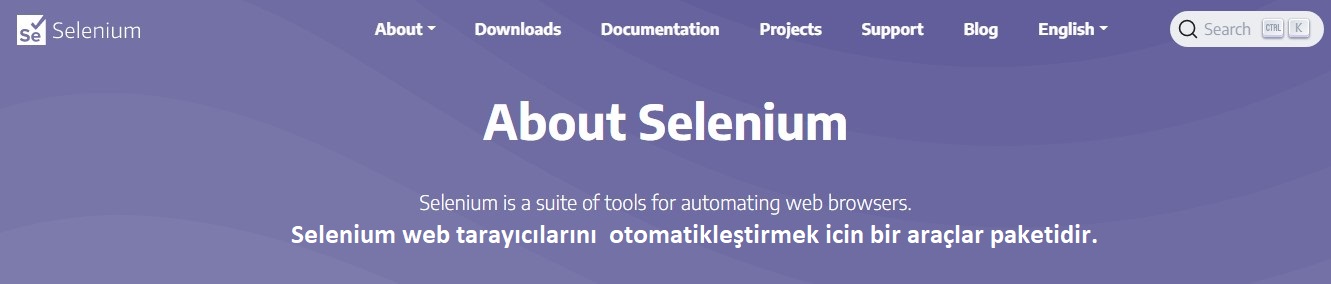 Se Selenium About Downloads Documentation Projects Support Blog English Search CTRL K
About Selenium
Selenium is a suite of tools for automating web browsers.
Selenium web tarayıcılarını otomatikleştirmek icin bir araçlar paketidir.